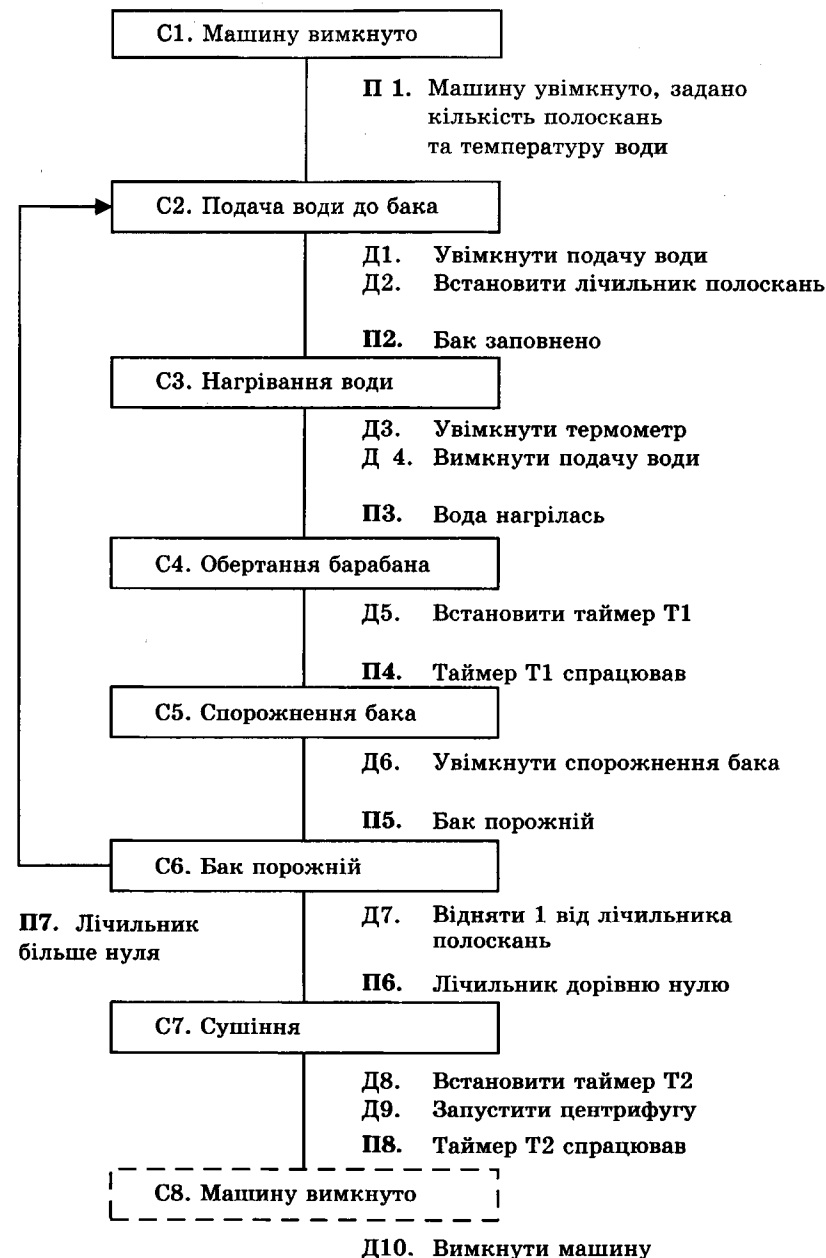 С1. Машину вимкнуто
П 1. Машину увімкнуто, задано
кількість полоскань
та температуру води
С2. Подача води до бака
Д1. Увімкнути подачу води
Д2. Встановити лічильник полоскань
П2. Бак заповнено
С3. Нагрівання води
Д3. Увімкнути термометр
Д 4. Вимкнути подачу води
П3. Вода нагрілась
С4. Обертання барабана
Д5. Встановити таймер Т1
П4. Таймер Т1 спрацював
С5. Спорожнення бака
Д6. Увімкнути спорожнення бака
П5. Бак порожній
С6. Бак порожній
П7. Лічильник
більше нуля
Д7. Відняти 1 від лічильника
полоскань
П6. Лічильник дорівню нулю
С7. Сушіння
Д8. Встановити таймер Т2
Д9. Запустити центрифугу
П8. Таймер Т2 спрацював
С8. Машину вимкнуто
Д10. Вимкнути машину